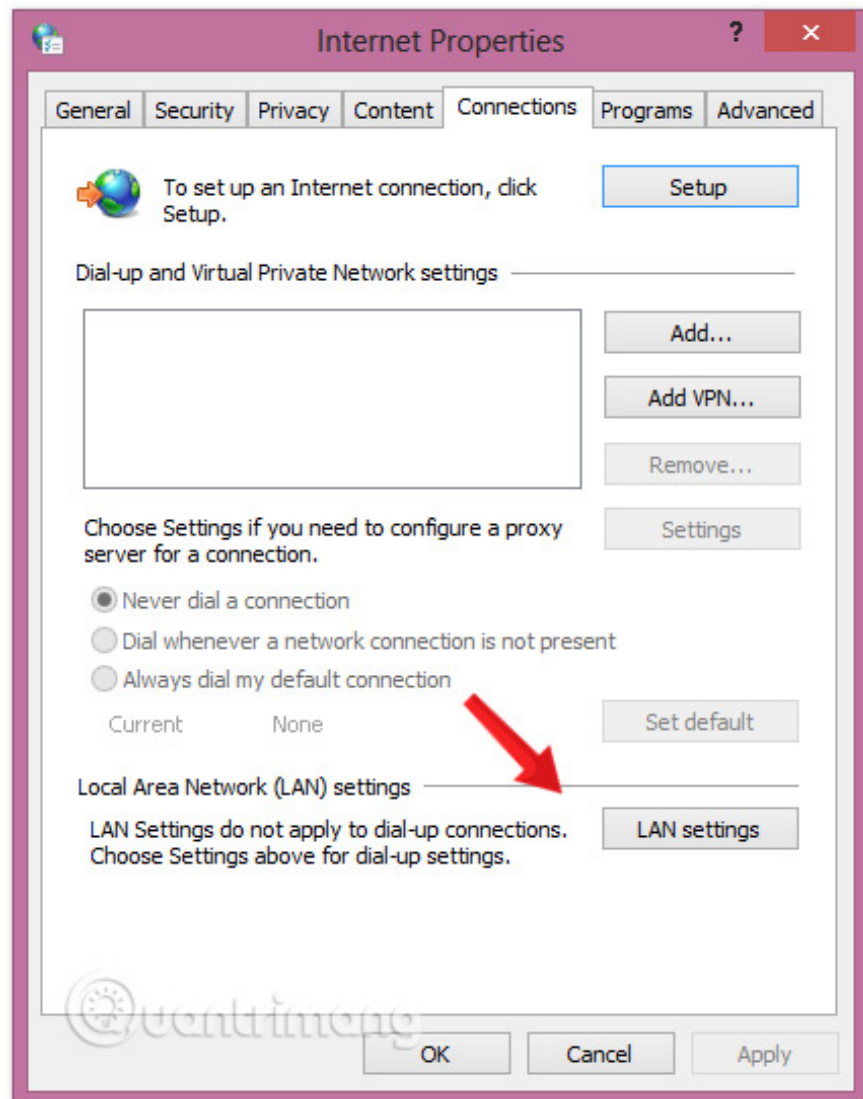 Internet Properties
?
General Security Privacy Content Connections Programs Advanced
To set up an Internet connection, click
Setup.
Setup
Dial-up and Virtual Private Network settings
Add...
Add VPN...
Remove...
Choose Settings if you need to configure a proxy
server for a connection.
Settings
Never dial a connection
Dial whenever a network connection is not present
Always dial my default connection
Current None
Set default
Local Area Network (LAN) settings
LAN Settings do not apply to dial-up connections.
Choose Settings above for dial-up settings.
LAN settings
Quantrimang
OK Cancel Apply